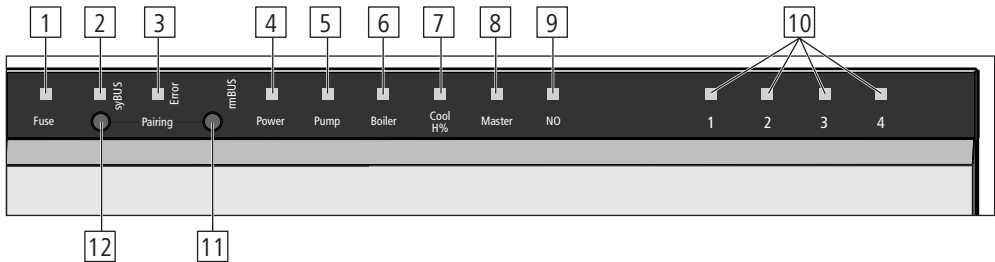 1 2 3 4 5 6 7 8 9 10
syBUS Error rmBUS
Fuse Pairing Power Pump Boiler Cool H% Master NO 1 2 3 4
12 11